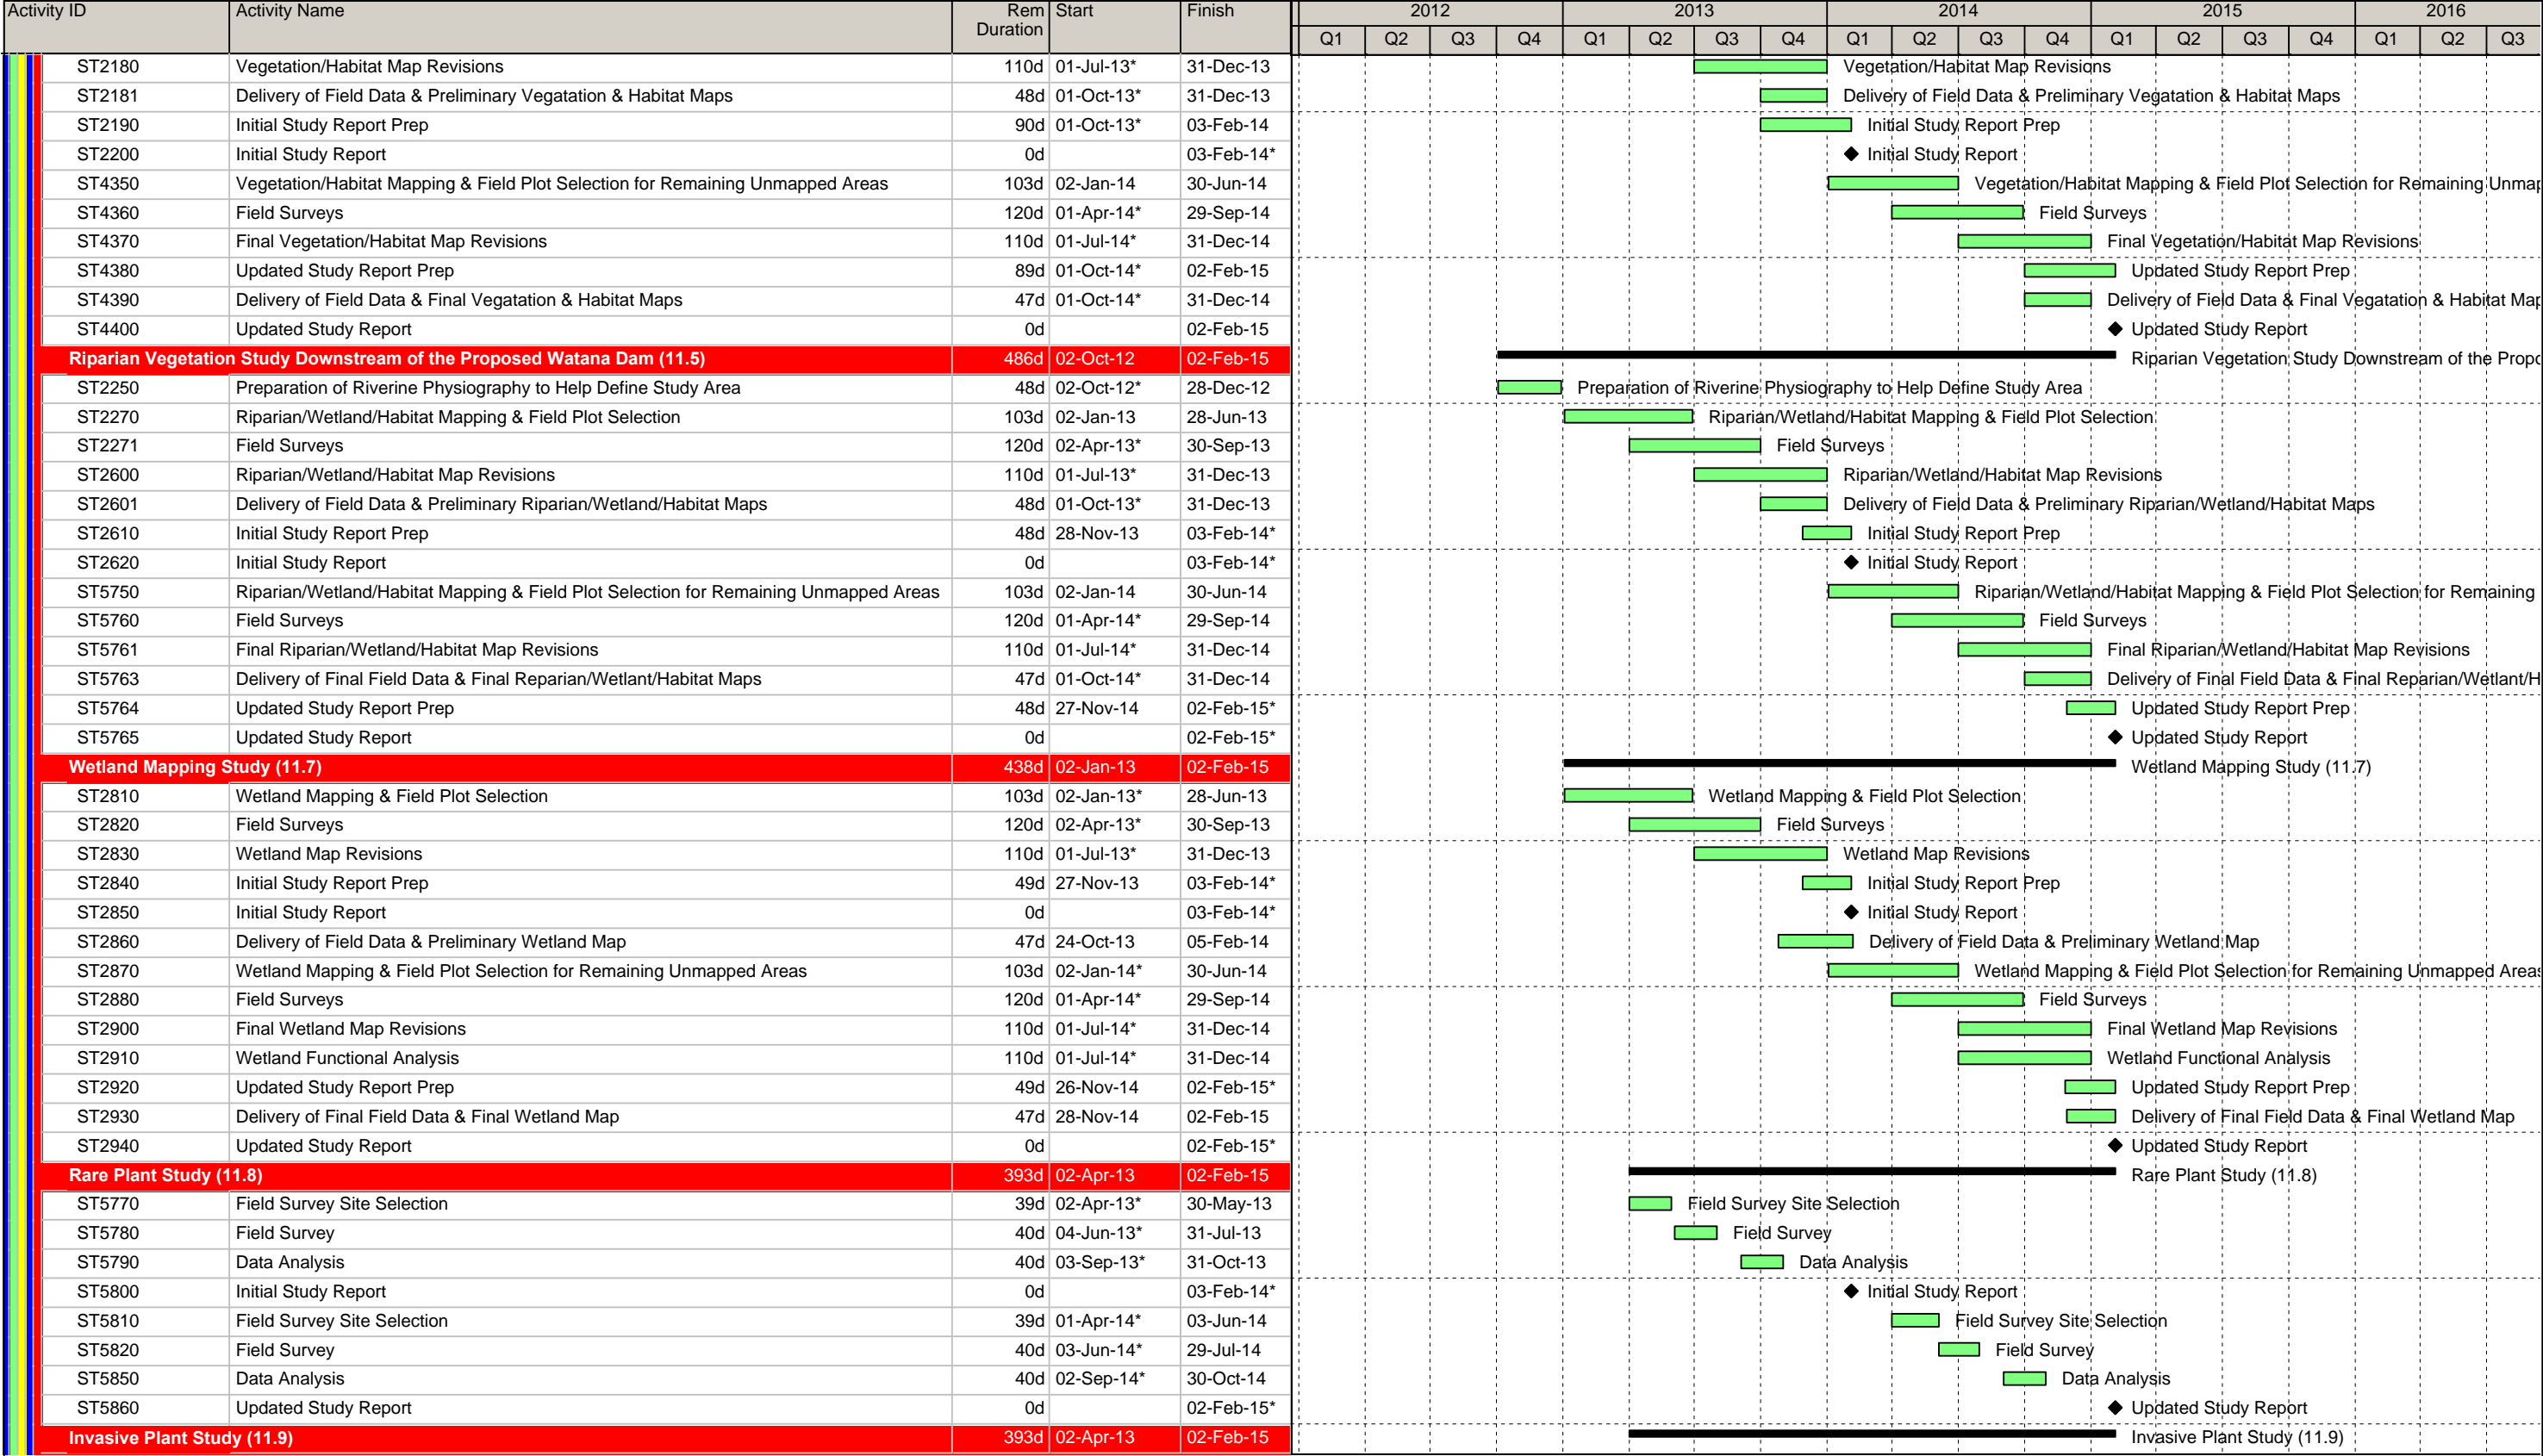 Activity ID Activity Name Rem Duration Start Finish 2012 2013 2014 2015 2016
Q1 Q2 Q3 Q4 Q1 Q2 Q3 Q4 Q1 Q2 Q3 Q4 Q1 Q2 Q3 Q4 Q1 Q2 Q3
ST2180 Vegetation/Habitat Map Revisions 110d 01-Jul-13* 31-Dec-13 Vegetation/Habitat Map Revisions
ST2181 Delivery of Field Data & Preliminary Vegatation & Habitat Maps 48d 01-Oct-13* 31-Dec-13 Delivery of Field Data & Preliminary Vegatation & Habitat Maps
ST2190 Initial Study Report Prep 90d 01-Oct-13* 03-Feb-14 Initial Study Report Prep
ST2200 Initial Study Report 0d 03-Feb-14* Initial Study Report
ST4350 Vegetation/Habitat Mapping & Field Plot Selection for Remaining Unmapped Areas 103d 02-Jan-14 30-Jun-14 Vegetation/Habitat Mapping & Field Plot Selection for Remaining Unmap
ST4360 Field Surveys 120d 01-Apr-14* 29-Sep-14 Field Surveys
ST4370 Final Vegetation/Habitat Map Revisions 110d 01-Jul-14* 31-Dec-14 Final Vegetation/Habitat Map Revisions
ST4380 Updated Study Report Prep 89d 01-Oct-14* 02-Feb-15 Updated Study Report Prep
ST4390 Delivery of Field Data & Final Vegatation & Habitat Maps 47d 01-Oct-14* 31-Dec-14 Delivery of Field Data & Final Vegatation & Habitat Map
ST4400 Updated Study Report 0d 02-Feb-15 Updated Study Report
Riparian Vegetation Study Downstream of the Proposed Watana Dam (11.5) 486d 02-Oct-12 02-Feb-15 Riparian Vegetation Study Downstream of the Propo
ST2250 Preparation of Riverine Physiography to Help Define Study Area 48d 02-Oct-12* 28-Dec-12 Preparation of Riverine Physiography to Help Define Study Area
ST2270 Riparian/Wetland/Habitat Mapping & Field Plot Selection 103d 02-Jan-13 28-Jun-13 Riparian/Wetland/Habitat Mapping & Field Plot Selection
ST2271 Field Surveys 120d 02-Apr-13* 30-Sep-13 Field Surveys
ST2600 Riparian/Wetland/Habitat Map Revisions 110d 01-Jul-13* 31-Dec-13 Riparian/Wetland/Habitat Map Revisions
ST2601 Delivery of Field Data & Preliminary Riparian/Wetland/Habitat Maps 48d 01-Oct-13* 31-Dec-13 Delivery of Field Data & Preliminary Riparian/Wetland/Habitat Maps
ST2610 Initial Study Report Prep 48d 28-Nov-13 03-Feb-14* Initial Study Report Prep
ST2620 Initial Study Report 0d 03-Feb-14* Initial Study Report
ST5750 Riparian/Wetland/Habitat Mapping & Field Plot Selection for Remaining Unmapped Areas 103d 02-Jan-14 30-Jun-14 Riparian/Wetland/Habitat Mapping & Field Plot Selection for Remaining
ST5760 Field Surveys 120d 01-Apr-14* 29-Sep-14 Field Surveys
ST5761 Final Riparian/Wetland/Habitat Map Revisions 110d 01-Jul-14* 31-Dec-14 Final Riparian/Wetland/Habitat Map Revisions
ST5763 Delivery of Final Field Data & Final Reparian/Wetlant/Habitat Maps 47d 01-Oct-14* 31-Dec-14 Delivery of Final Field Data & Final Reparian/Wetlant/H
ST5764 Updated Study Report Prep 48d 27-Nov-14 02-Feb-15* Updated Study Report Prep
ST5765 Updated Study Report 0d 02-Feb-15* Updated Study Report
Wetland Mapping Study (11.7) 438d 02-Jan-13 02-Feb-15 Wetland Mapping Study (11.7)
ST2810 Wetland Mapping & Field Plot Selection 103d 02-Jan-13* 28-Jun-13 Wetland Mapping & Field Plot Selection
ST2820 Field Surveys 120d 02-Apr-13* 30-Sep-13 Field Surveys
ST2830 Wetland Map Revisions 110d 01-Jul-13* 31-Dec-13 Wetland Map Revisions
ST2840 Initial Study Report Prep 49d 27-Nov-13 03-Feb-14* Initial Study Report Prep
ST2850 Initial Study Report 0d 03-Feb-14* Initial Study Report
ST2860 Delivery of Field Data & Preliminary Wetland Map 47d 24-Oct-13 05-Feb-14 Delivery of Field Data & Preliminary Wetland Map
ST2870 Wetland Mapping & Field Plot Selection for Remaining Unmapped Areas 103d 02-Jan-14* 30-Jun-14 Wetland Mapping & Field Plot Selection for Remaining Unmapped Areas
ST2880 Field Surveys 120d 01-Apr-14* 29-Sep-14 Field Surveys
ST2900 Final Wetland Map Revisions 110d 01-Jul-14* 31-Dec-14 Final Wetland Map Revisions
ST2910 Wetland Functional Analysis 110d 01-Jul-14* 31-Dec-14 Wetland Functional Analysis
ST2920 Updated Study Report Prep 49d 26-Nov-14 02-Feb-15* Updated Study Report Prep
ST2930 Delivery of Final Field Data & Final Wetland Map 47d 28-Nov-14 02-Feb-15 Delivery of Final Field Data & Final Wetland Map
ST2940 Updated Study Report 0d 02-Feb-15* Updated Study Report
Rare Plant Study (11.8) 393d 02-Apr-13 02-Feb-15 Rare Plant Study (11.8)
ST5770 Field Survey Site Selection 39d 02-Apr-13* 30-May-13 Field Survey Site Selection
ST5780 Field Survey 40d 04-Jun-13* 31-Jul-13 Field Survey
ST5790 Data Analysis 40d 03-Sep-13* 31-Oct-13 Data Analysis
ST5800 Initial Study Report 0d 03-Feb-14* Initial Study Report
ST5810 Field Survey Site Selection 39d 01-Apr-14* 03-Jun-14 Field Survey Site Selection
ST5820 Field Survey 40d 03-Jun-14* 29-Jul-14 Field Survey
ST5850 Data Analysis 40d 02-Sep-14* 30-Oct-14 Data Analysis
ST5860 Updated Study Report 0d 02-Feb-15* Updated Study Report
Invasive Plant Study (11.9) 393d 02-Apr-13 02-Feb-15 Invasive Plant Study (11.9)